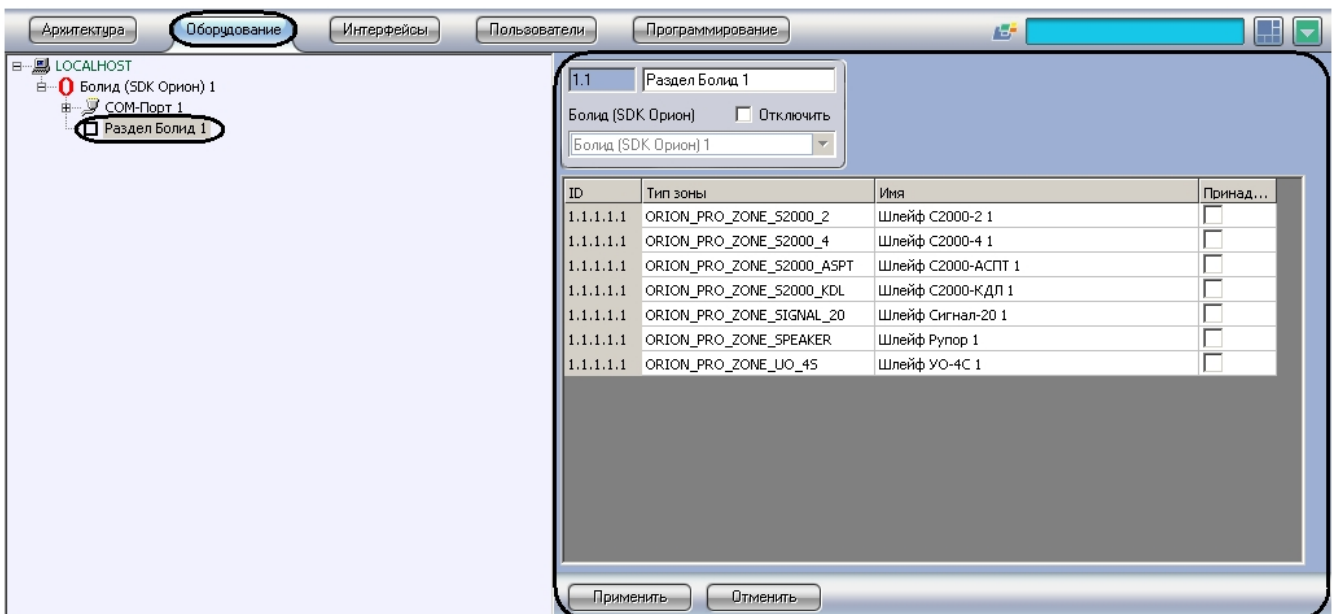 Архитектура Оборудование Интерфейсы Пользователи Программирование
LOCALHOST
Болид (SDK Орион) 1
COM-Порт 1
Раздел Болид 1
1.1 Раздел Болид 1
Болид (SDK Орион) Отключить
Болид (SDK Орион) 1
ID Тип зоны Имя Принад...
1.1.1.1.1 ORION_PRO_ZONE_S2000_2 Шлейф С2000-2 1
1.1.1.1.1 ORION_PRO_ZONE_S2000_4 Шлейф С2000-4 1
1.1.1.1.1 ORION_PRO_ZONE_S2000_ASPT Шлейф С2000-АСПТ 1
1.1.1.1.1 ORION_PRO_ZONE_S2000_KDL Шлейф С2000-КДЛ 1
1.1.1.1.1 ORION_PRO_ZONE_SIGNAL_20 Шлейф Сигнал-20 1
1.1.1.1.1 ORION_PRO_ZONE_SPEAKER Шлейф Рупор 1
1.1.1.1.1 ORION_PRO_ZONE_UO_4S Шлейф УО-4С 1
Применить Отменить